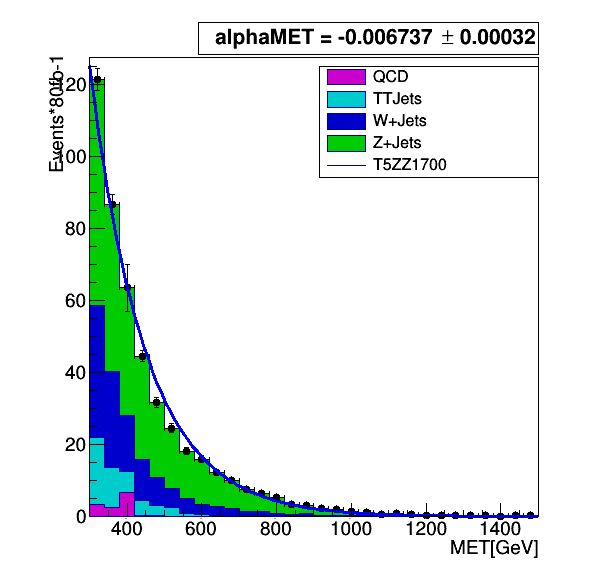 alphaMET = -0.006737 ± 0.00032
Events*80fb-1
QCD
TTJets
W+Jets
Z+Jets
T5ZZ1700
120
100
80
60
40
20
0
400 600 800 1000 1200 1400
MET[GeV]